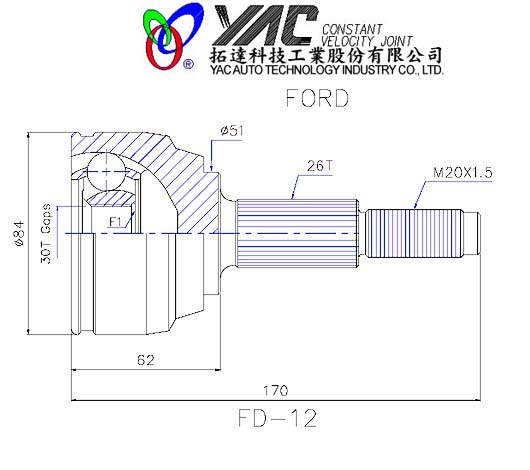 YAC CONSTANT
VELOCITY JOINT
®
拓達科技工業股份有限公司
YAC AUTO TECHNOLOGY INDUSTRY CO., LTD.
FORD
ø51
26T
M20X1.5
ø84
30T Gaps
F1
62
170
FD-12